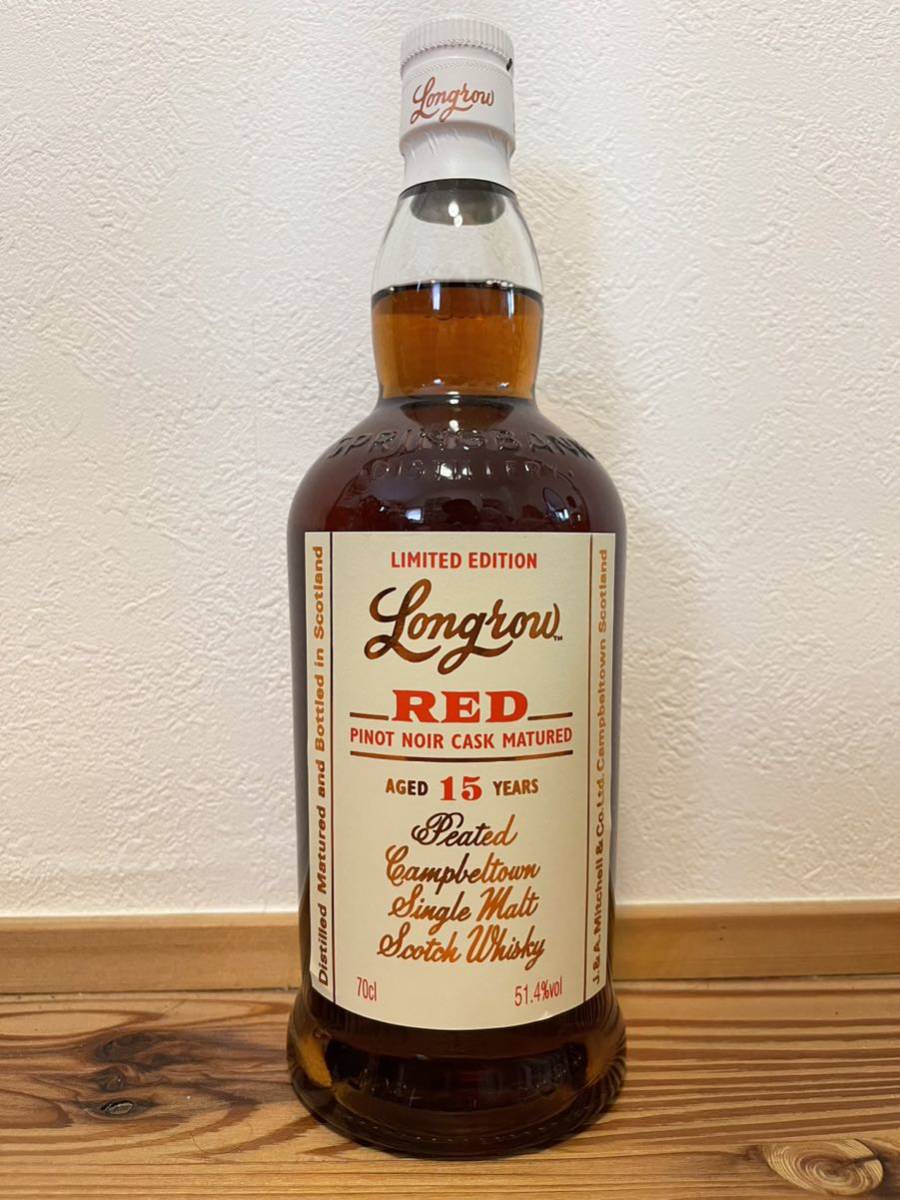 Longrow
SPRINGBANK
DISTILLERY
LIMITED EDITION
Longrow™
RED
PINOT NOIR CASK MATURED
AGED 15 YEARS
Peated
Campbeltown
Single Malt
Scotch Whisky
70cl 51.4%vol
Distilled Matured and Bottled in Scotland
J.&A.Mitchell & Co.Ltd. Campbeltown Scotland